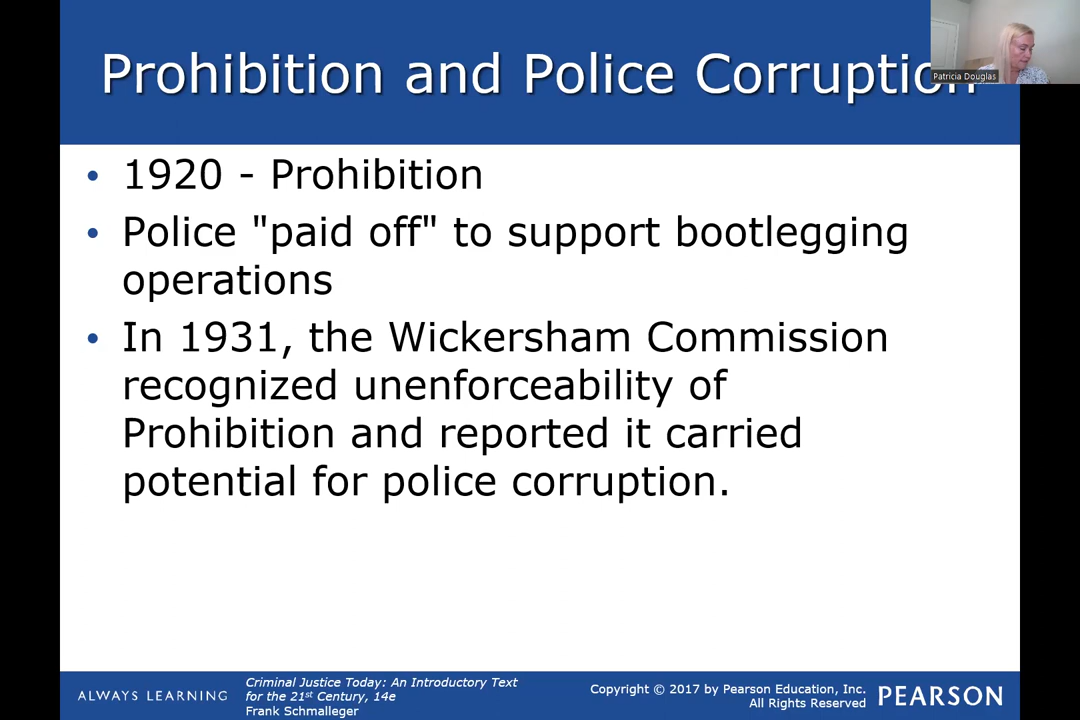 Prohibition and Police Corruption
Patricia Douglas
• 1920 - Prohibition
• Police "paid off" to support bootlegging
operations
• In 1931, the Wickersham Commission
recognized unenforceability of
Prohibition and reported it carried
potential for police corruption.
ALWAYS LEARNING
Criminal Justice Today: An Introductory Text
for the 21st Century, 14e
Frank Schmalleger
Copyright © 2017 by Pearson Education, Inc.
All Rights Reserved
PEARSON